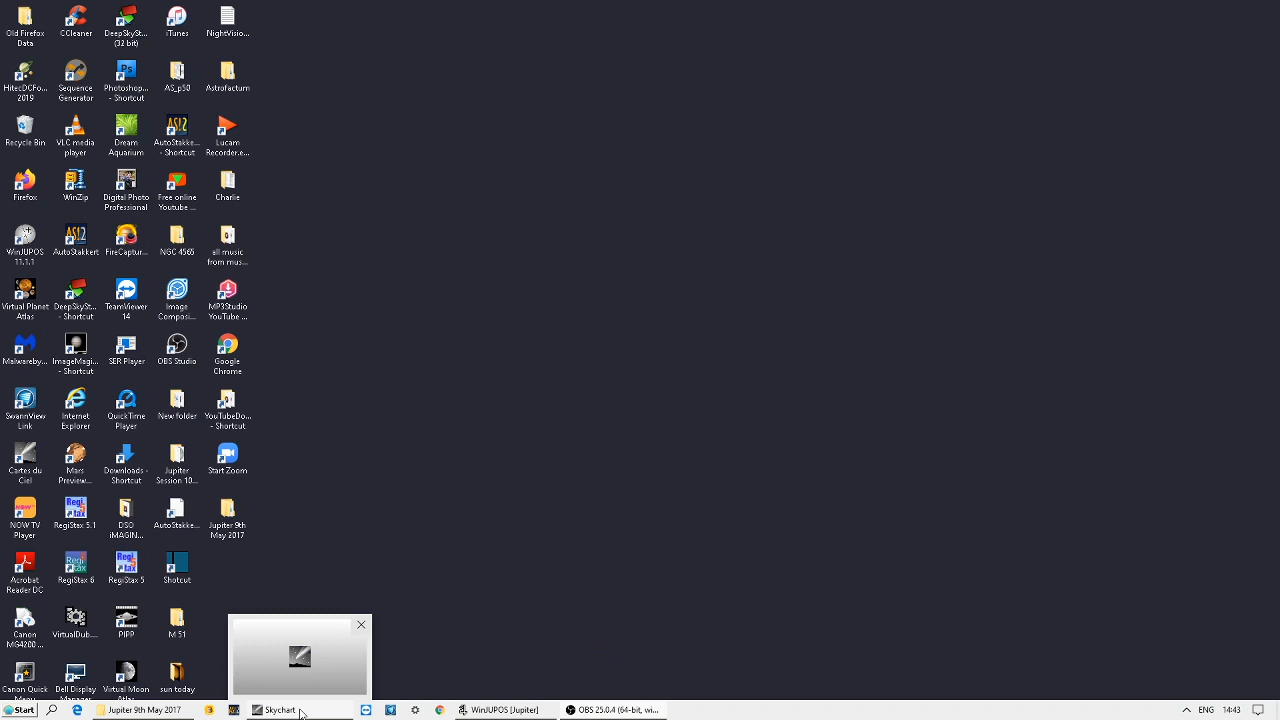 Old Firefox
Data
CCleaner
DeepSkySt...
(32 bit)
iTunes
NightVisio...
HitecDCFo...
2019
Sequence
Generator
Photoshop...
- Shortcut
AS_p50
Astrofactum
Recycle Bin
VLC media
player
Dream
Aquarium
AutoStakke...
- Shortcut
Lucam
Recorder.e...
Firefox
WinZip
Digital Photo
Professional
Free online
Youtube ...
Charlie
WinJUPOS
11.1.1
AutoStakkert
FireCaptur...
NGC 4565
all music
from mus...
Virtual Planet
Atlas
DeepSkySt...
- Shortcut
TeamViewer
14
Image
Composi...
MP3Studio
YouTube ...
Malwareby...
ImageMagi...
- Shortcut
SER Player
OBS Studio
Google
Chrome
SwannView
Link
Internet
Explorer
QuickTime
Player
New folder
YouTubeDo...
- Shortcut
Cartes du
Ciel
Mars
Preview...
Downloads -
Shortcut
Jupiter
Session 10...
Start Zoom
NOW TV
Player
RegiStax 5.1
DSO
iMAGIN...
AutoStakke...
Jupiter 9th
May 2017
Acrobat
Reader DC
RegiStax 6
RegiStax 5
Shotcut
Canon
MG4200 ...
VirtualDub...
PIPP
M 51
Canon Quick
Menu
Dell Display
Manager
Virtual Moon
Atlas
sun today
Start
Jupiter 9th May 2017
Skychart
WinJUPOS [Jupiter]
OBS 25.0.4 (64-bit, wi...
ENG
14:43